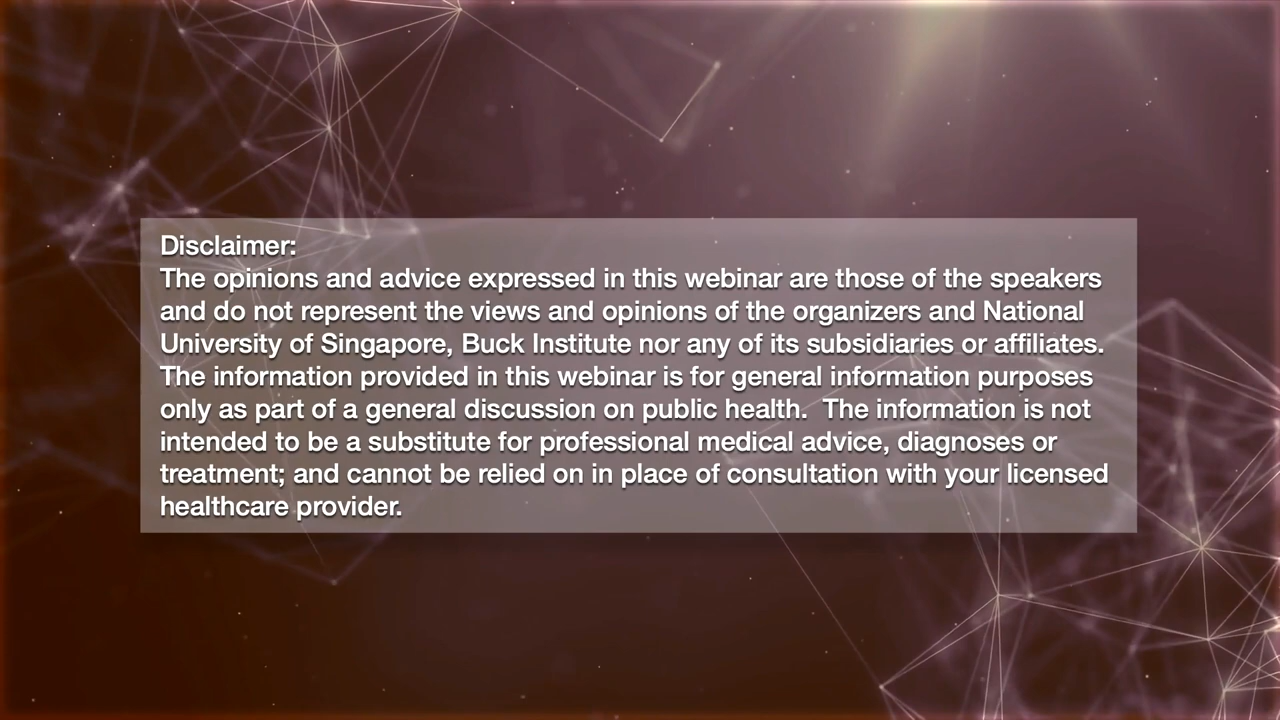 Disclaimer:
The opinions and advice expressed in this webinar are those of the speakers
and do not represent the views and opinions of the organizers and National
University of Singapore, Buck Institute nor any of its subsidiaries or affiliates.
The information provided in this webinar is for general information purposes
only as part of a general discussion on public health.  The information is not
intended to be a substitute for professional medical advice, diagnoses or
treatment; and cannot be relied on in place of consultation with your licensed
healthcare provider.